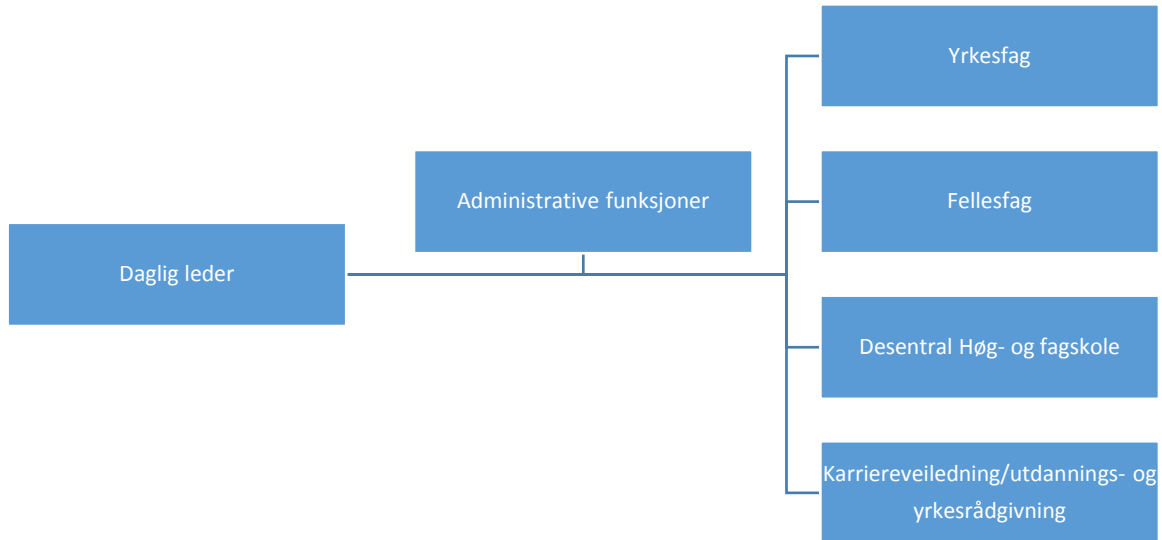 Yrkesfag
Administrative funksjoner
Fellesfag
Daglig leder
Desentral Høg- og fagskole
Karriereveiledning/utdannings- og
yrkesrådgivning